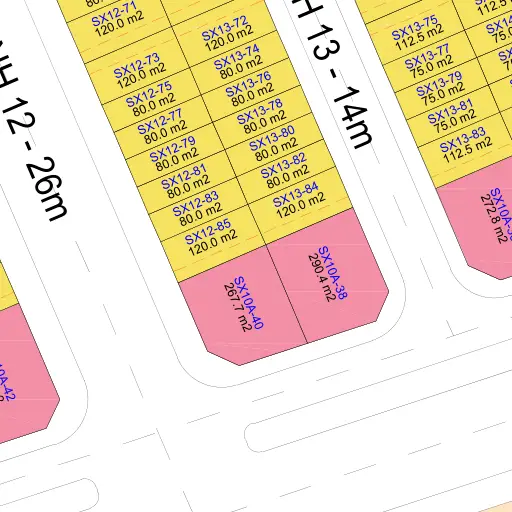 SX12-71
120.0 m2
SX12-73
120.0 m2
SX12-75
80.0 m2
SX12-77
80.0 m2
SX12-79
80.0 m2
SX12-81
80.0 m2
SX12-83
80.0 m2
SX12-85
120.0 m2
SX13-72
120.0 m2
SX13-74
80.0 m2
SX13-76
80.0 m2
SX13-78
80.0 m2
SX13-80
80.0 m2
SX13-82
80.0 m2
SX13-84
120.0 m2
SX13-75
112.5 m2
SX13-77
75.0 m2
SX13-79
75.0 m2
SX13-81
75.0 m2
SX13-83
112.5 m2
SX10A-40
267.7 m2
SX10A-38
290.4 m2
272.8 m2
12 - 26m
H 13 - 14m